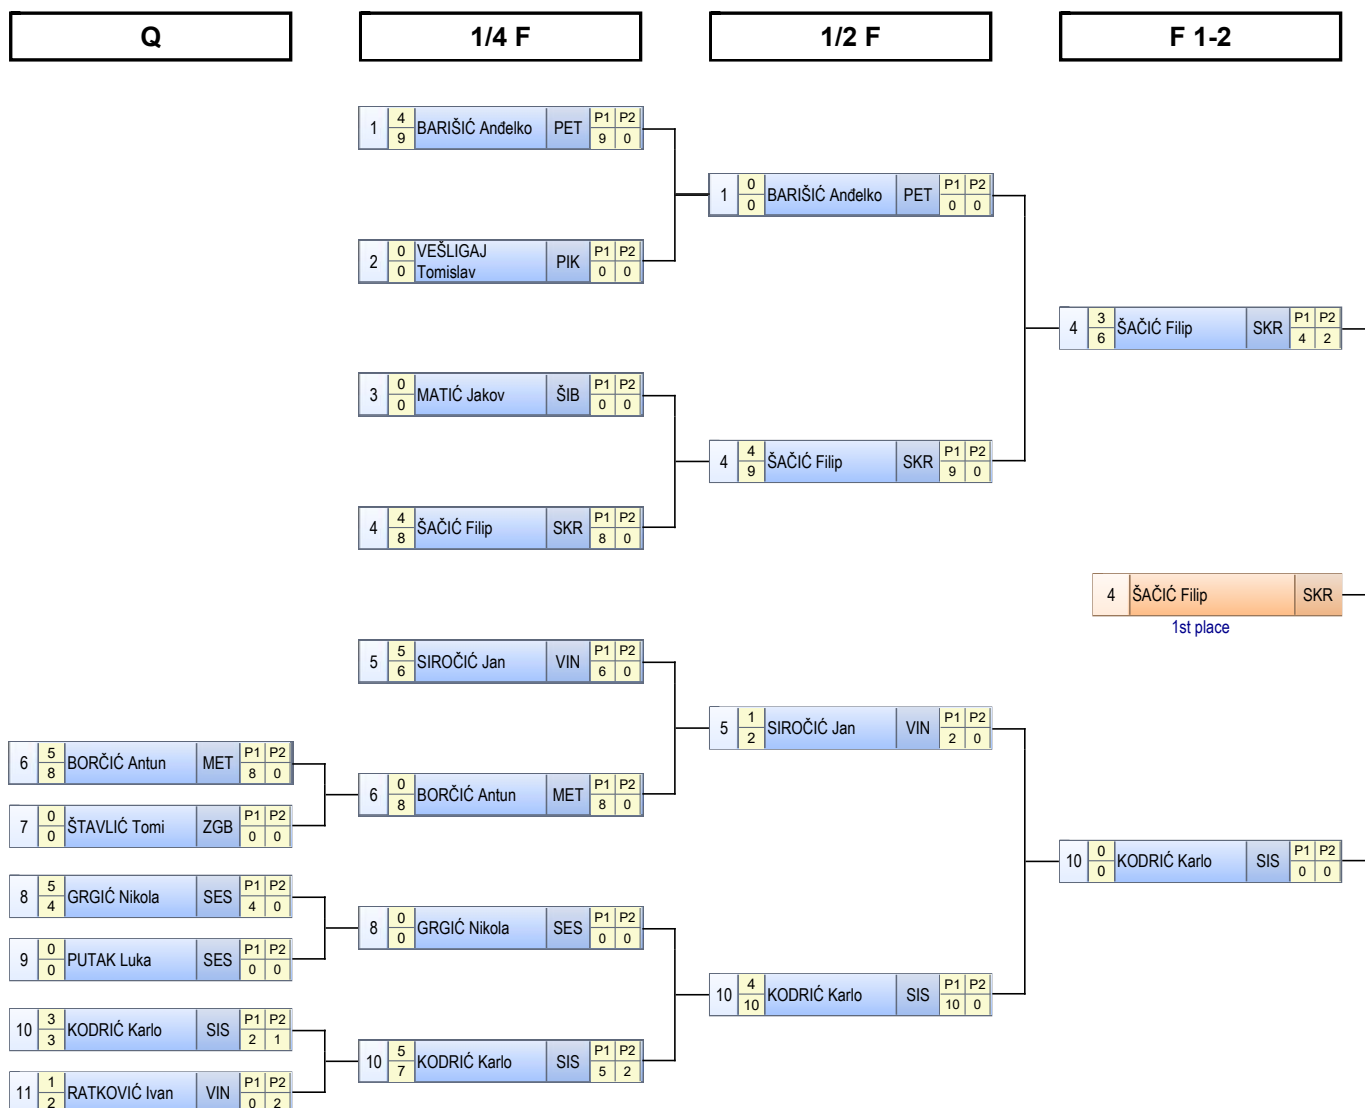 Q
1/4 F
1/2 F
F 1-2
1 4 9 BARIŠIĆ Anđelko PET P1 P2 9 0
2 0 0 VEŠLIGAJ
Tomislav PIK P1 P2 0 0
3 0 0 MATIĆ Jakov ŠIB P1 P2 0 0
4 4 8 ŠAČIĆ Filip SKR P1 P2 8 0
5 5 6 SIROČIĆ Jan VIN P1 P2 6 0
6 5 8 BORČIĆ Antun MET P1 P2 8 0
7 0 0 ŠTAVLIĆ Tomi ZGB P1 P2 0 0
8 5 4 GRGIĆ Nikola SES P1 P2 4 0
9 0 0 PUTAK Luka SES P1 P2 0 0
10 3 3 KODRIĆ Karlo SIS P1 P2 2 1
11 1 2 RATKOVIĆ Ivan VIN P1 P2 0 2
6 0 8 BORČIĆ Antun MET P1 P2 8 0
8 0 0 GRGIĆ Nikola SES P1 P2 0 0
10 5 7 KODRIĆ Karlo SIS P1 P2 5 2
1 0 0 BARIŠIĆ Anđelko PET P1 P2 0 0
4 4 9 ŠAČIĆ Filip SKR P1 P2 9 0
5 1 2 SIROČIĆ Jan VIN P1 P2 2 0
10 4 10 KODRIĆ Karlo SIS P1 P2 10 0
4 3 6 ŠAČIĆ Filip SKR P1 P2 4 2
4 ŠAČIĆ Filip SKR
1st place
10 0 0 KODRIĆ Karlo SIS P1 P2 0 0